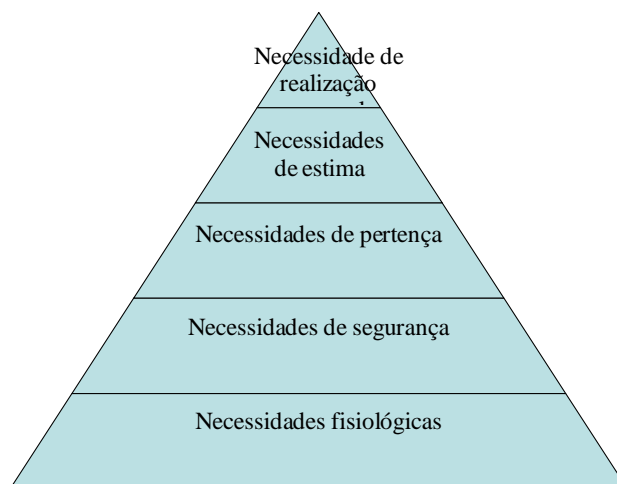 Necessidade de
realização
Necessidades
de estima
Necessidades de pertença
Necessidades de segurança
Necessidades fisiológicas